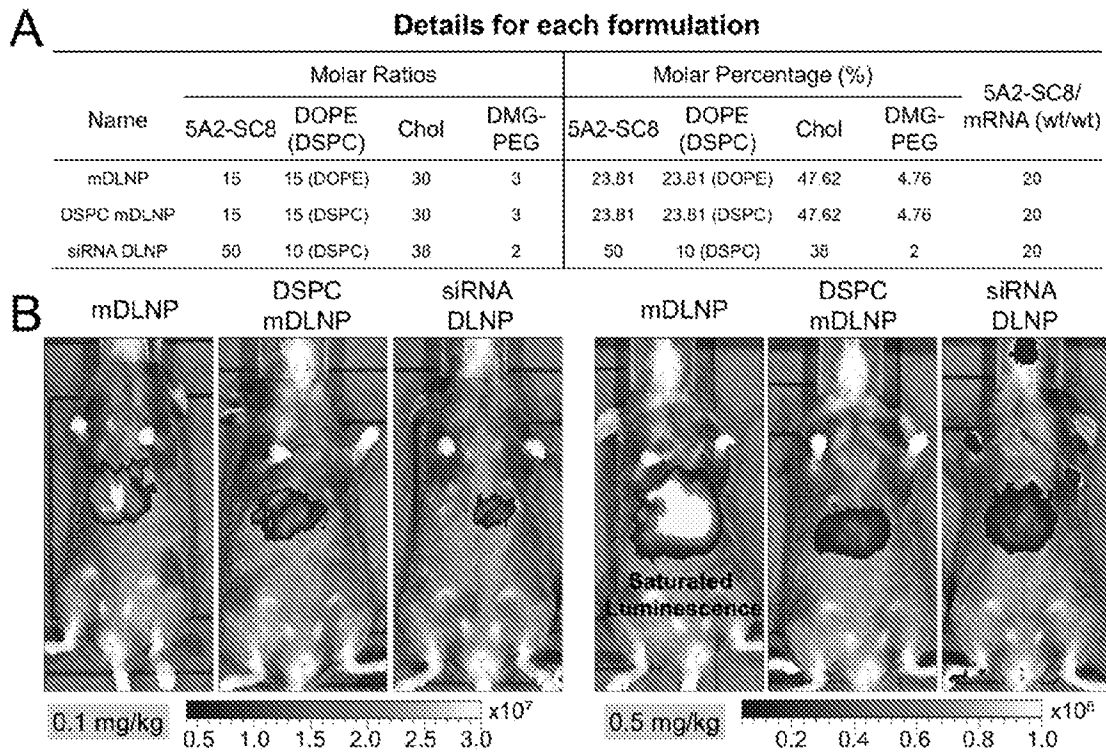 A
Details for each formulation
Molar Ratios Molar Percentage (%) 5A2-SC8/ mRNA (wt/wt)
Name 5A2-SC8 DOPE (DSPC) Chol DMG-PEG 5A2-SC8 DOPE (DSPC) Chol DMG-PEG
mDLNP 15 15 (DOPE) 30 3 23.81 23.81 (DOPE) 47.62 4.76 20
DSPC mDLNP 15 15 (DSPC) 30 3 23.81 23.81 (DSPC) 47.62 4.76 20
siRNA DLNP 50 10 (DSPC) 38 2 50 10 (DSPC) 38 2 20
B
mDLNP DSPC mDLNP siRNA DLNP mDLNP DSPC mDLNP siRNA DLNP
Saturated
Luminescence
0.1 mg/kg 0.5 1.0 1.5 2.0 2.5 3.0 x10⁷
0.5 mg/kg 0.2 0.4 0.6 0.8 1.0